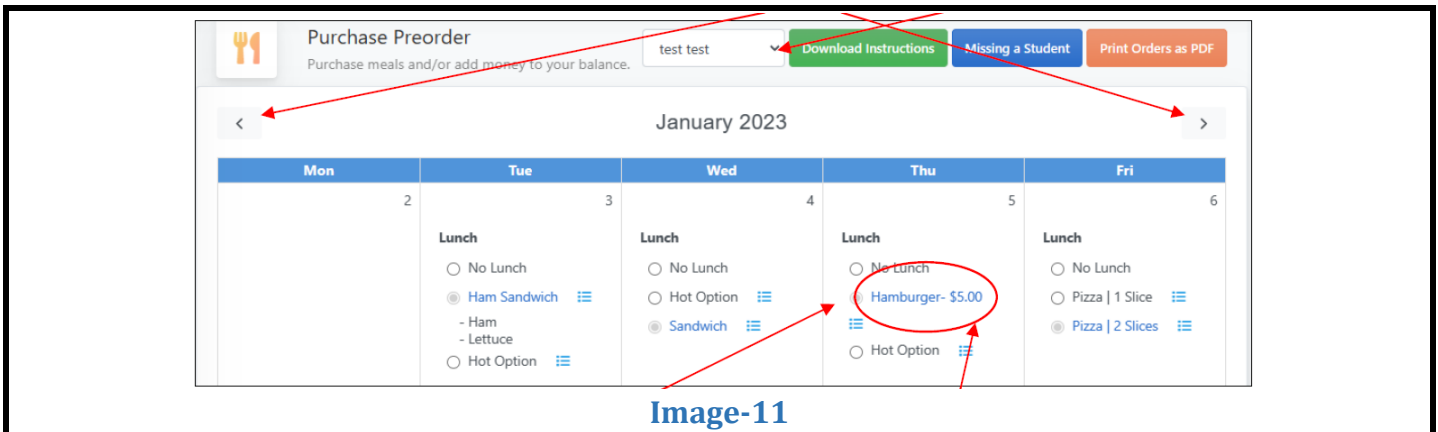 Purchase Preorder
Purchase meals and/or add money to your balance.
test test
Download Instructions
Missing a Student
Print Orders as PDF
January 2023
Mon Tue Wed Thu Fri
2 3 4 5 6
Lunch Lunch Lunch Lunch
No Lunch No Lunch No Lunch No Lunch
Ham Sandwich Hot Option Hamburger- $5.00 Pizza | 1 Slice
- Ham
- Lettuce
Sandwich Pizza | 2 Slices
Hot Option Hot Option
Image-11